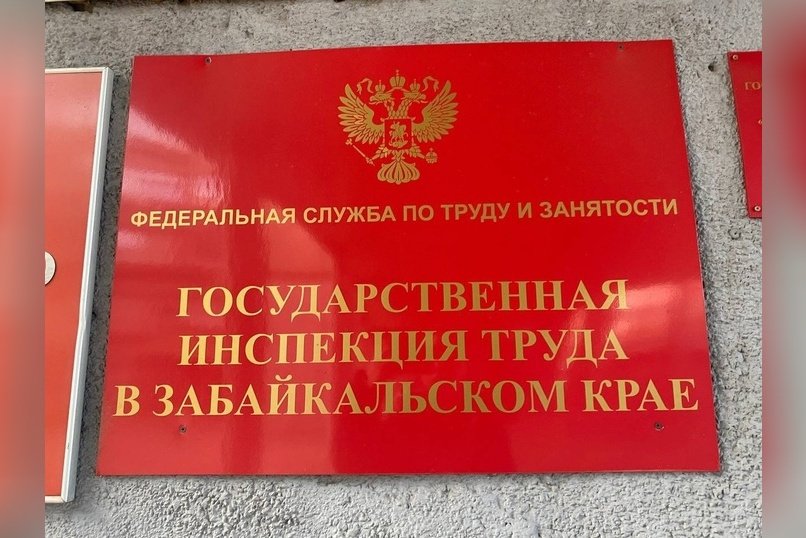 ФЕДЕРАЛЬНАЯ СЛУЖБА ПО ТРУДУ И ЗАНЯТОСТИ
ГОСУДАРСТВЕННАЯ
ИНСПЕКЦИЯ ТРУДА
В ЗАБАЙКАЛЬСКОМ КРАЕ